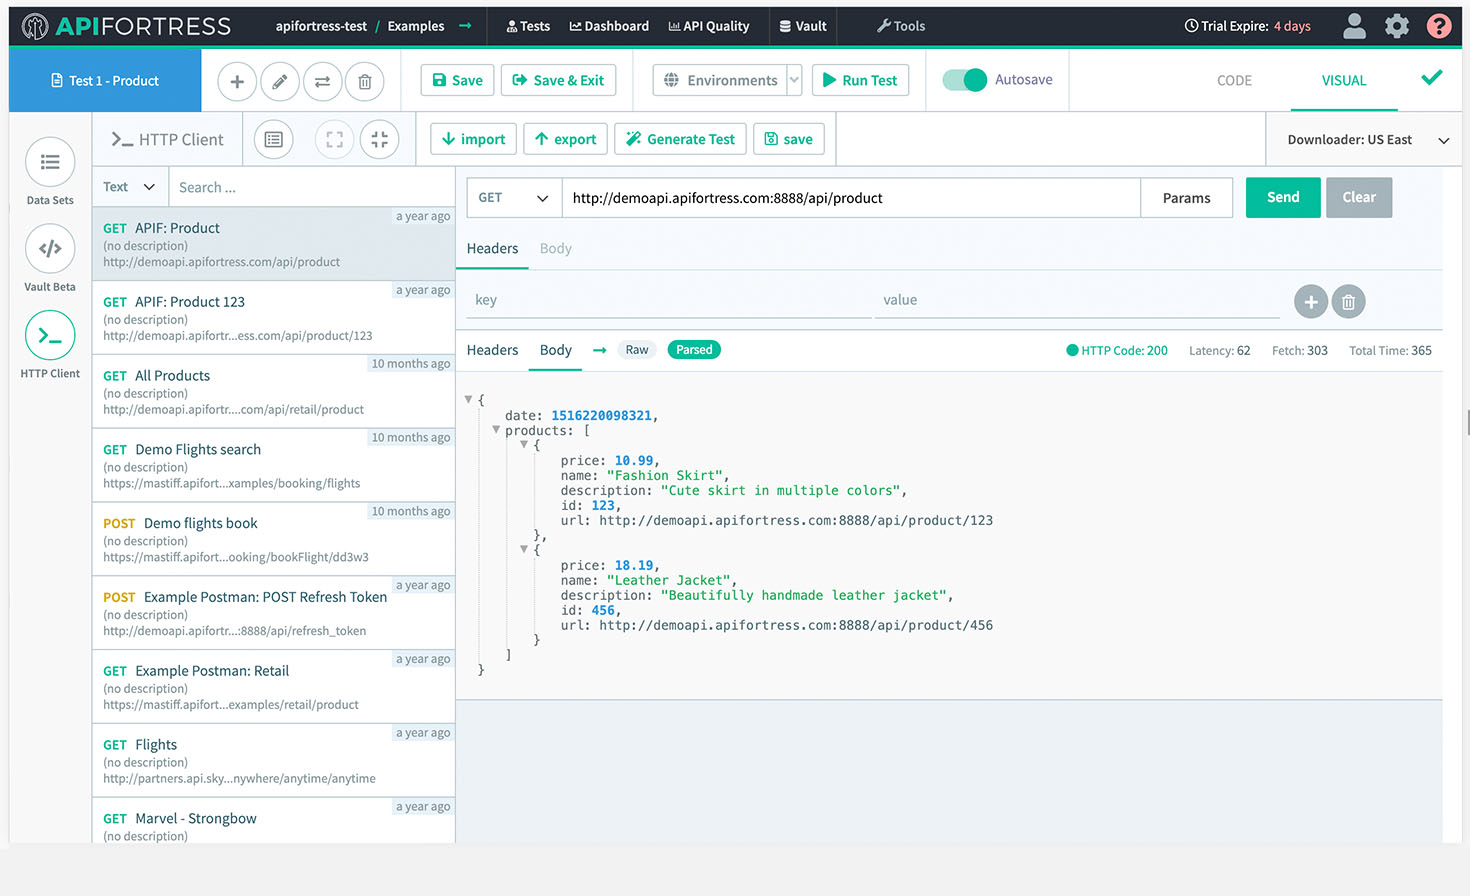 APIFORTRESS
apifortress-test / Examples
Tests
Dashboard
API Quality
Vault
Tools
Trial Expire: 4 days
?
Test 1 - Product
Save
Save & Exit
Environments
Run Test
Autosave
CODE
VISUAL
HTTP Client
import
export
Generate Test
save
Downloader: US East
Data Sets
Vault Beta
HTTP Client
Text
Search ...
a year ago
GET APIF: Product
(no description)
http://demoapi.apifortress.com/api/product
a year ago
GET APIF: Product 123
(no description)
http://demoapi.apifortr...ess.com/api/product/123
10 months ago
GET All Products
(no description)
http://demoapi.apifortr....com/api/retail/product
10 months ago
GET Demo Flights search
(no description)
https://mastiff.apifort...xamples/booking/flights
10 months ago
POST Demo flights book
(no description)
https://mastiff.apifort...ooking/bookFlight/dd3w3
a year ago
POST Example Postman: POST Refresh Token
(no description)
http://demoapi.apifortr...:8888/api/refresh_token
a year ago
GET Example Postman: Retail
(no description)
https://mastiff.apifort...examples/retail/product
a year ago
GET Flights
(no description)
http://partners.api.sky...nywhere/anytime/anytime
a year ago
GET Marvel - Strongbow
(no description)
GET
http://demoapi.apifortress.com:8888/api/product
Params
Send
Clear
Headers
Body
key
value
Headers
Body
Raw
Parsed
HTTP Code: 200
Latency: 62
Fetch: 303
Total Time: 365
{
date: 1516220098321,
products: [
{
price: 10.99,
name: "Fashion Skirt",
description: "Cute skirt in multiple colors",
id: 123,
url: http://demoapi.apifortress.com:8888/api/product/123
},
{
price: 18.19,
name: "Leather Jacket",
description: "Beautifully handmade leather jacket",
id: 456,
url: http://demoapi.apifortress.com:8888/api/product/456
}
]
}